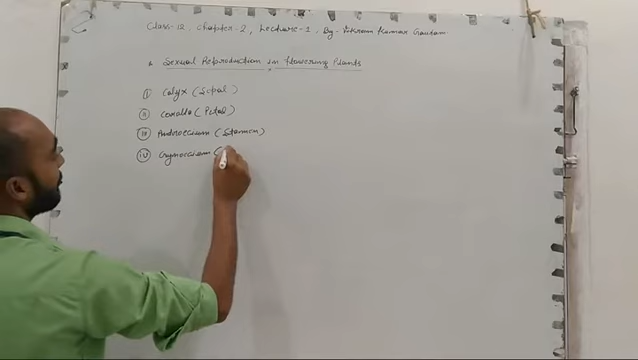 Class-12, Chapter-2, Lecture-1, By- Vikram Kumar Gautam
Sexual Reproduction in flowering Plants
(i) Calyx (Sepal)
(ii) Corolla (Petal)
(iii) Androecium (Stamen)
(iv) Gynoecium (